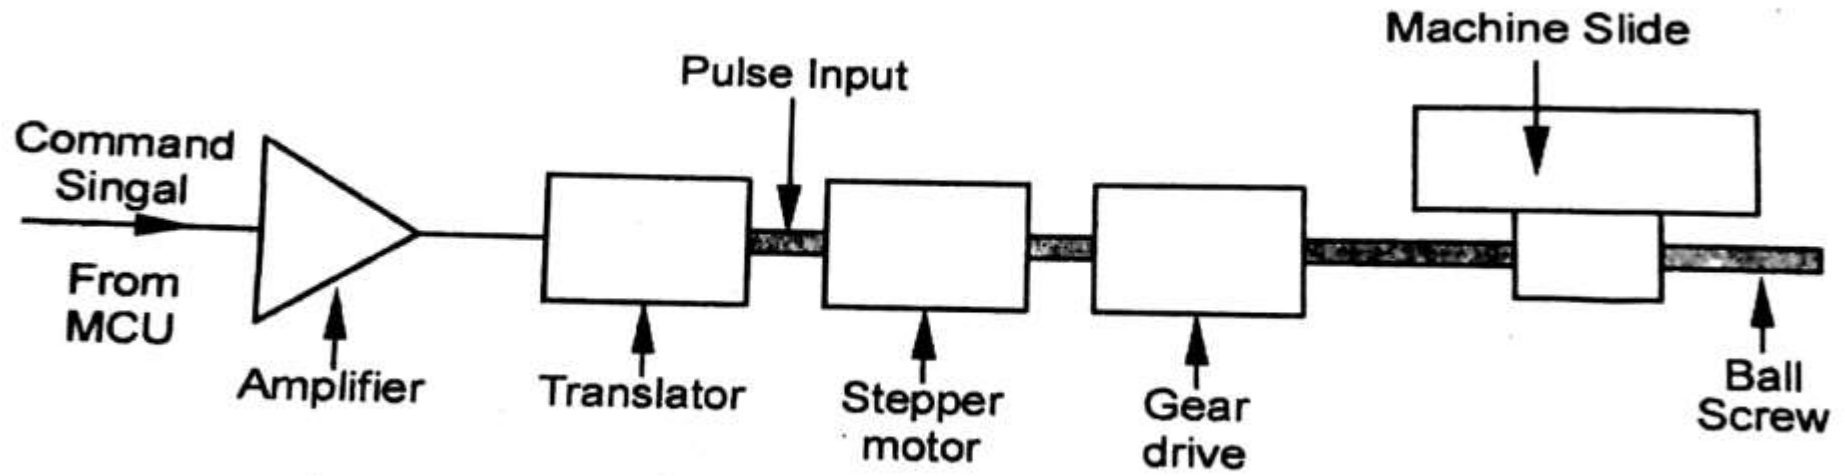 Machine Slide
Pulse Input
Command
Singal
From
MCU
Amplifier
Translator
Stepper
motor
Gear
drive
Ball
Screw